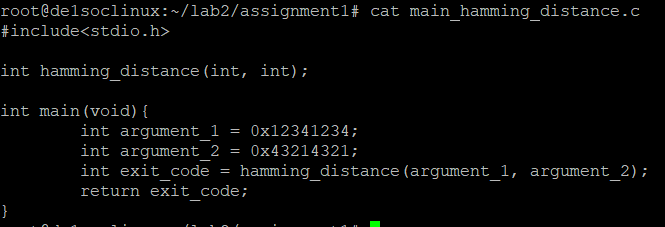 root@de1soclinux:~/lab2/assignment1# cat main_hamming_distance.c
#include<stdio.h>
int hamming_distance(int, int);
int main(void){
int argument_1 = 0x12341234;
int argument_2 = 0x43214321;
int exit_code = hamming_distance(argument_1, argument_2);
return exit_code;
}